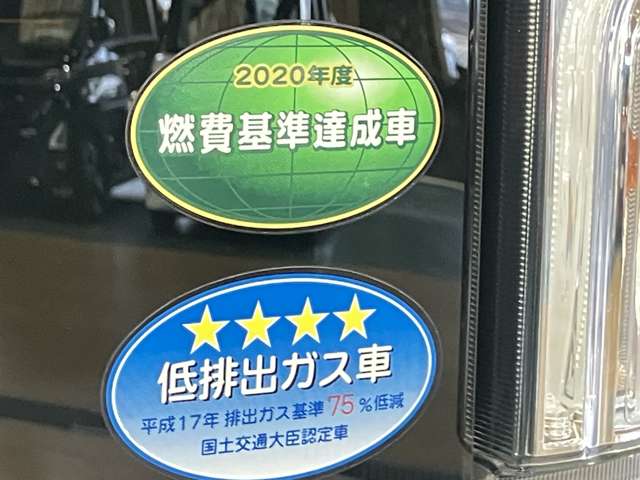 2020年度
燃費基準達成車
低排出ガス車
平成17年 排出ガス基準75%低減
国土交通大臣認定車